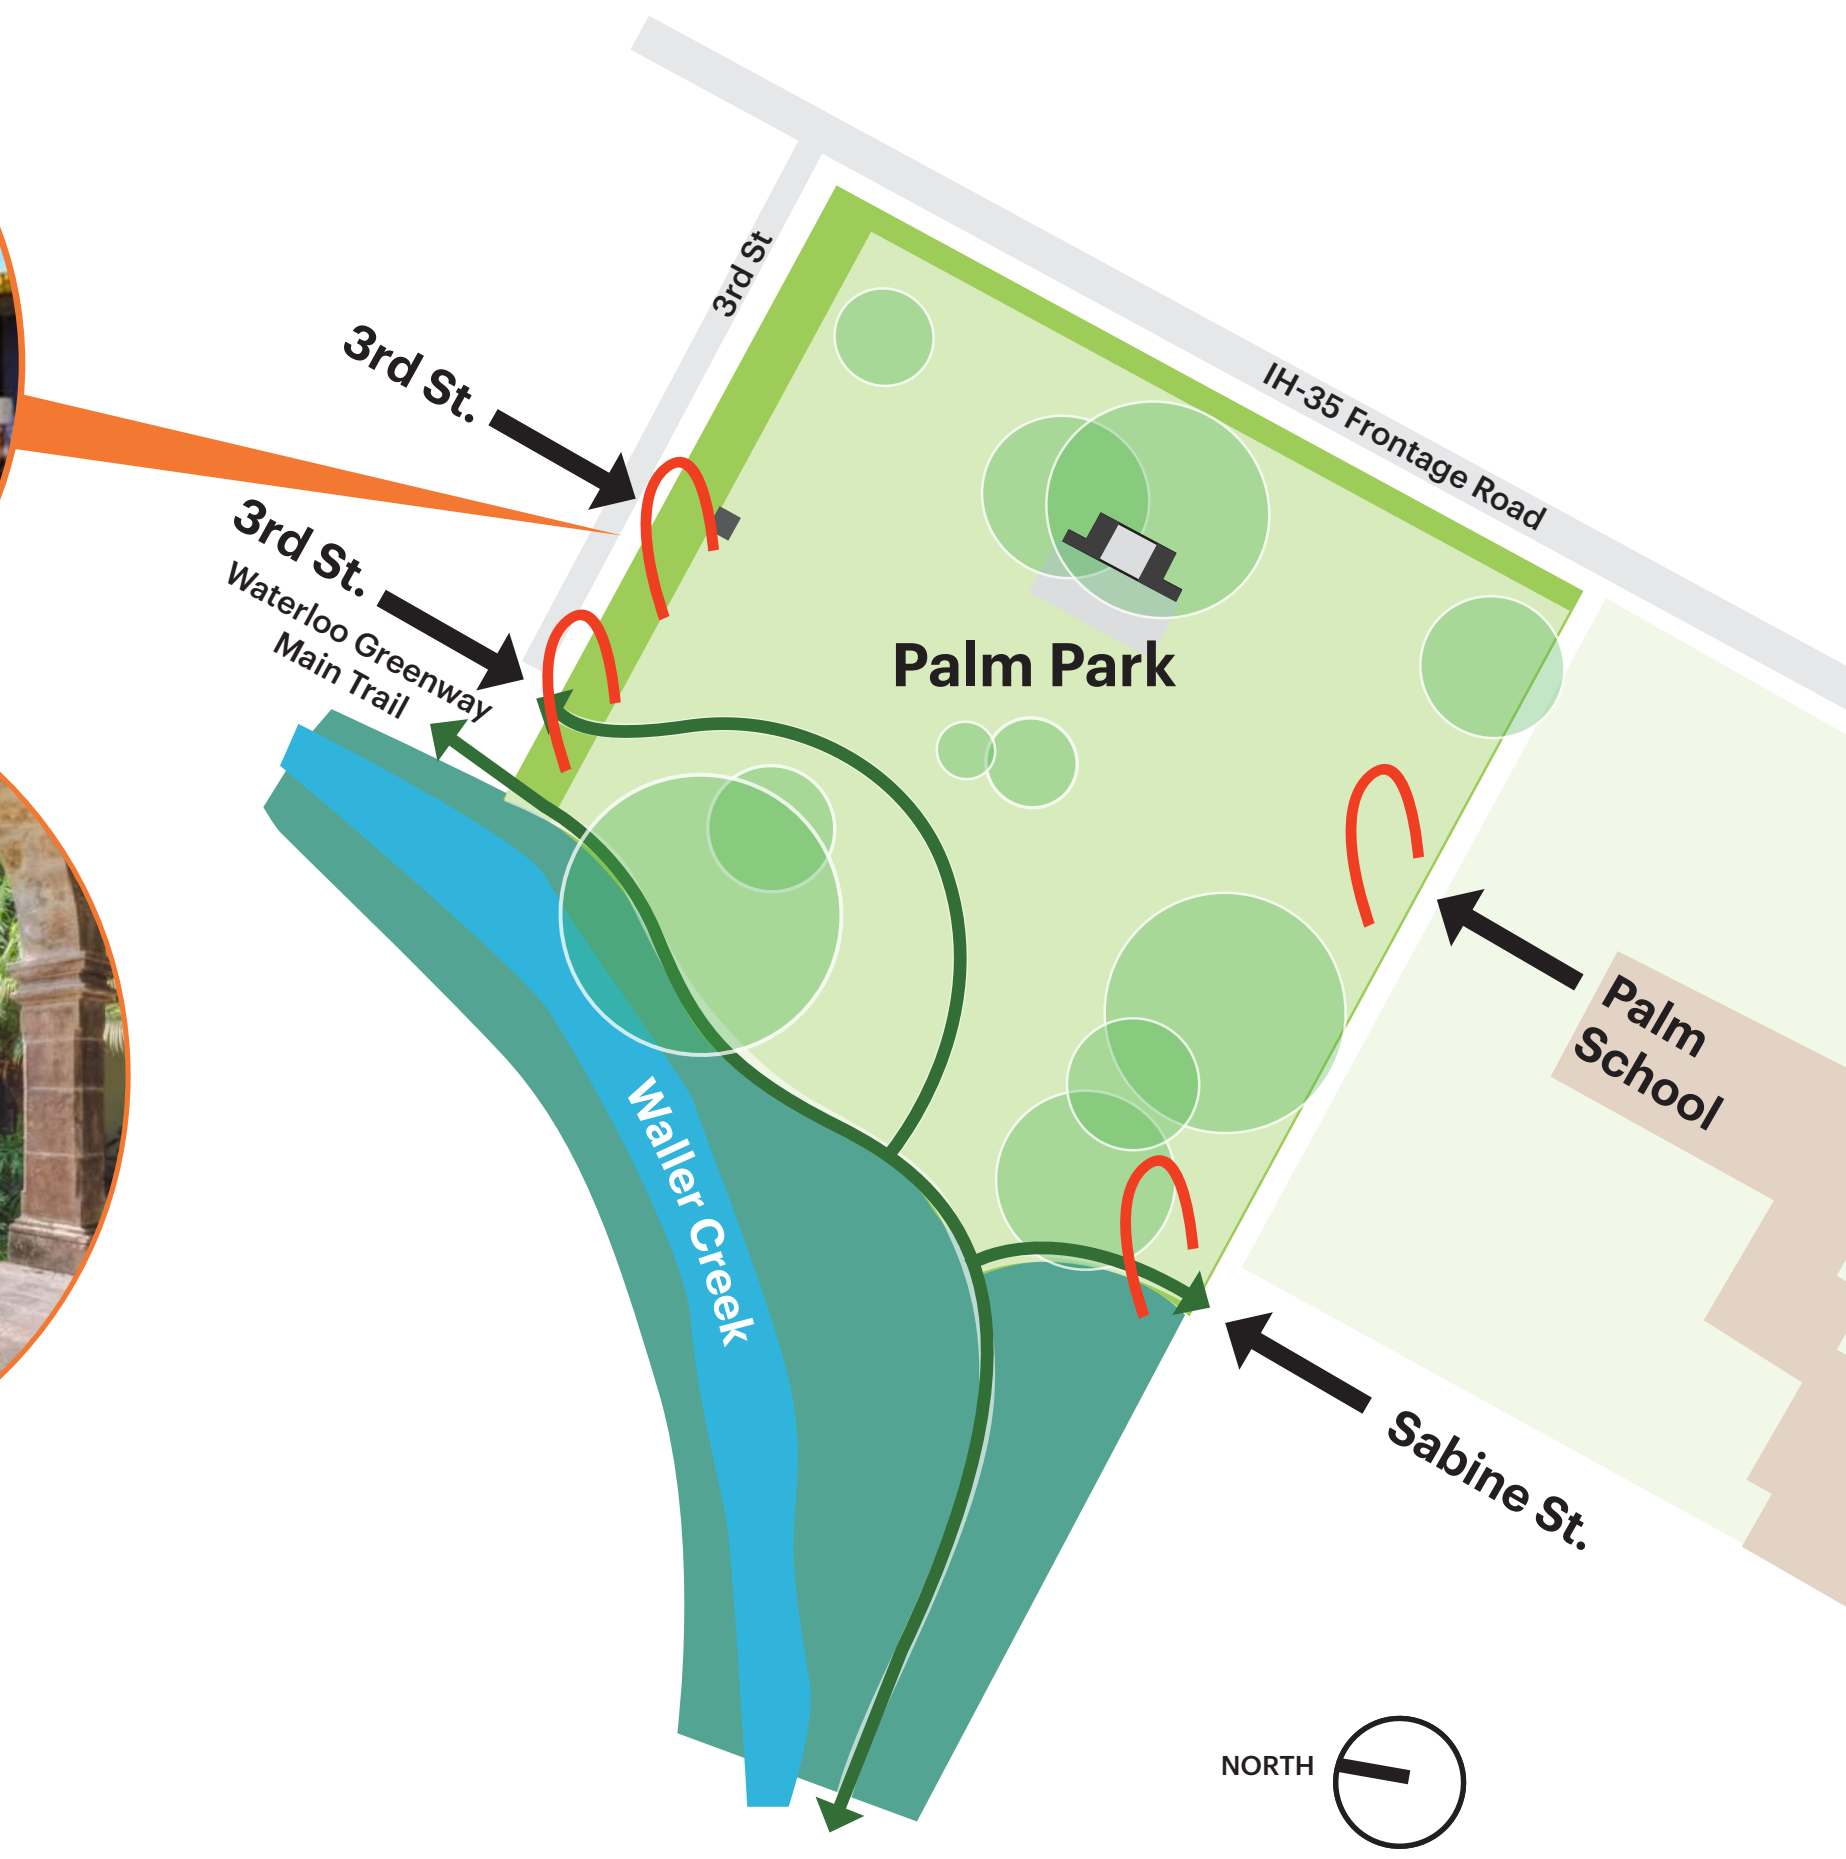 3rd St
3rd St.
IH-35 Frontage Road
3rd St.
Waterloo Greenway
Main Trail
Palm Park
Palm
School
Waller Creek
Sabine St.
NORTH